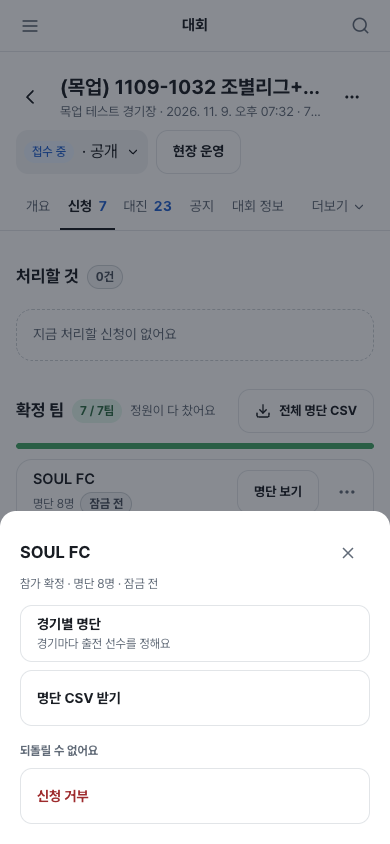 대회
(목업) 1109-1032 조별리그+...
목업 테스트 경기장 · 2026. 11. 9. 오후 07:32 · 7...
접수 중 · 공개
현장 운영
개요 신청 7 대진 23 공지 대회 정보 더보기
처리할 것 0건
지금 처리할 신청이 없어요
확정 팀 7 / 7팀 정원이 다 찼어요 전체 명단 CSV
SOUL FC
명단 8명 잠금 전
명단 보기
SOUL FC
참가 확정 · 명단 8명 · 잠금 전
경기별 명단
경기마다 출전 선수를 정해요
명단 CSV 받기
되돌릴 수 없어요
신청 거부